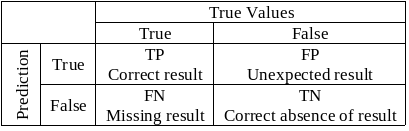 True Values
True False
Prediction
True
TP FP
Correct result Unexpected result
False
FN TN
Missing result Correct absence of result